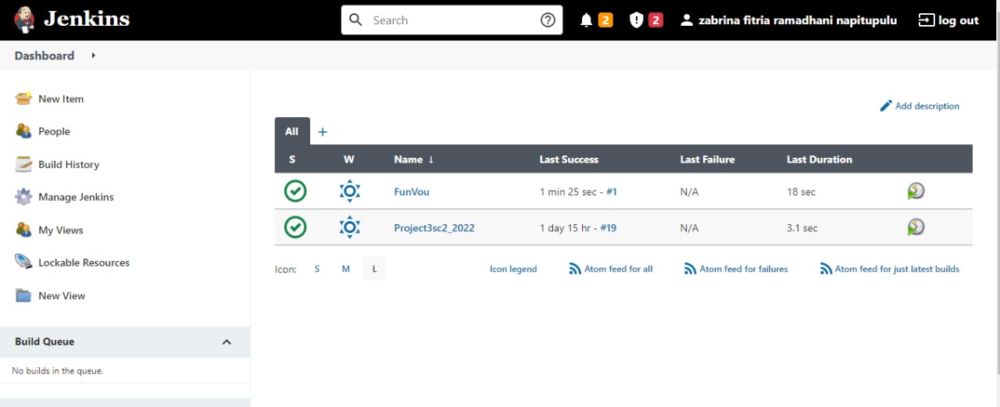 Jenkins
Search
2
2
zabrina fitria ramadhani napitupulu
log out
Dashboard
New Item
People
Build History
Manage Jenkins
My Views
Lockable Resources
New View
Build Queue
No builds in the queue.
Add description
All +
S W Name ↓ Last Success Last Failure Last Duration
FunVou 1 min 25 sec - #1 N/A 18 sec
Project3sc2_2022 1 day 15 hr - #19 N/A 3.1 sec
Icon: S M L Icon legend Atom feed for all Atom feed for failures Atom feed for just latest builds